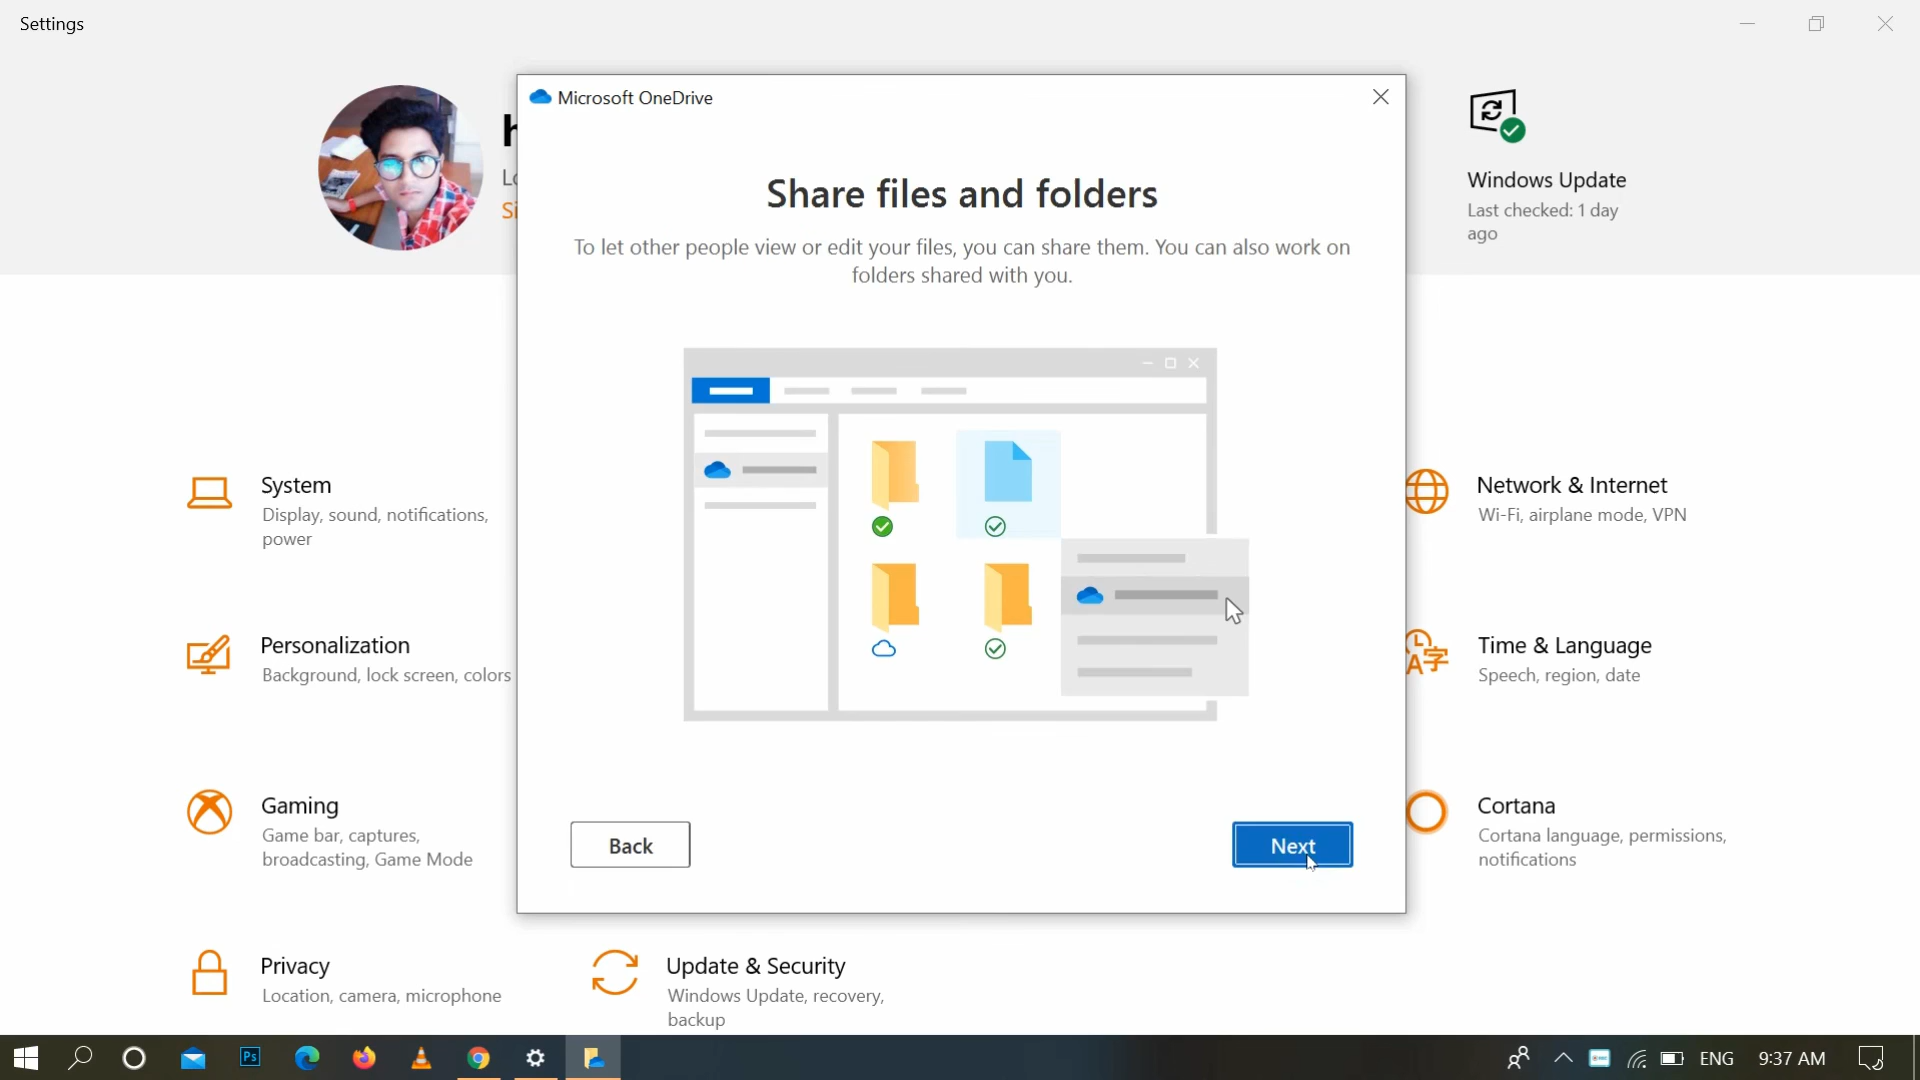 Settings
Microsoft OneDrive
Share files and folders
To let other people view or edit your files, you can share them. You can also work on
folders shared with you.
Back
Next
Windows Update
Last checked: 1 day
ago
System
Display, sound, notifications,
power
Network & Internet
Wi-Fi, airplane mode, VPN
Personalization
Background, lock screen, colors
Time & Language
Speech, region, date
Gaming
Game bar, captures,
broadcasting, Game Mode
Cortana
Cortana language, permissions,
notifications
Privacy
Location, camera, microphone
Update & Security
Windows Update, recovery,
backup
Ps
ENG
9:37 AM